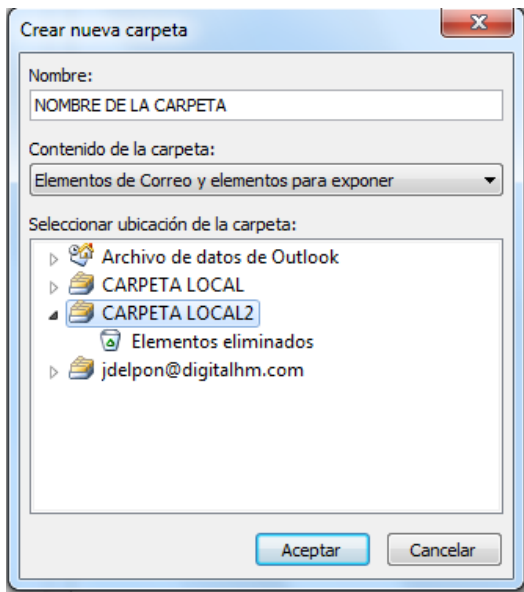 Crear nueva carpeta
Nombre:
NOMBRE DE LA CARPETA
Contenido de la carpeta:
Elementos de Correo y elementos para exponer
Seleccionar ubicación de la carpeta:
Archivo de datos de Outlook
CARPETA LOCAL
CARPETA LOCAL2
Elementos eliminados
jdelpon@digitalhm.com
Aceptar Cancelar